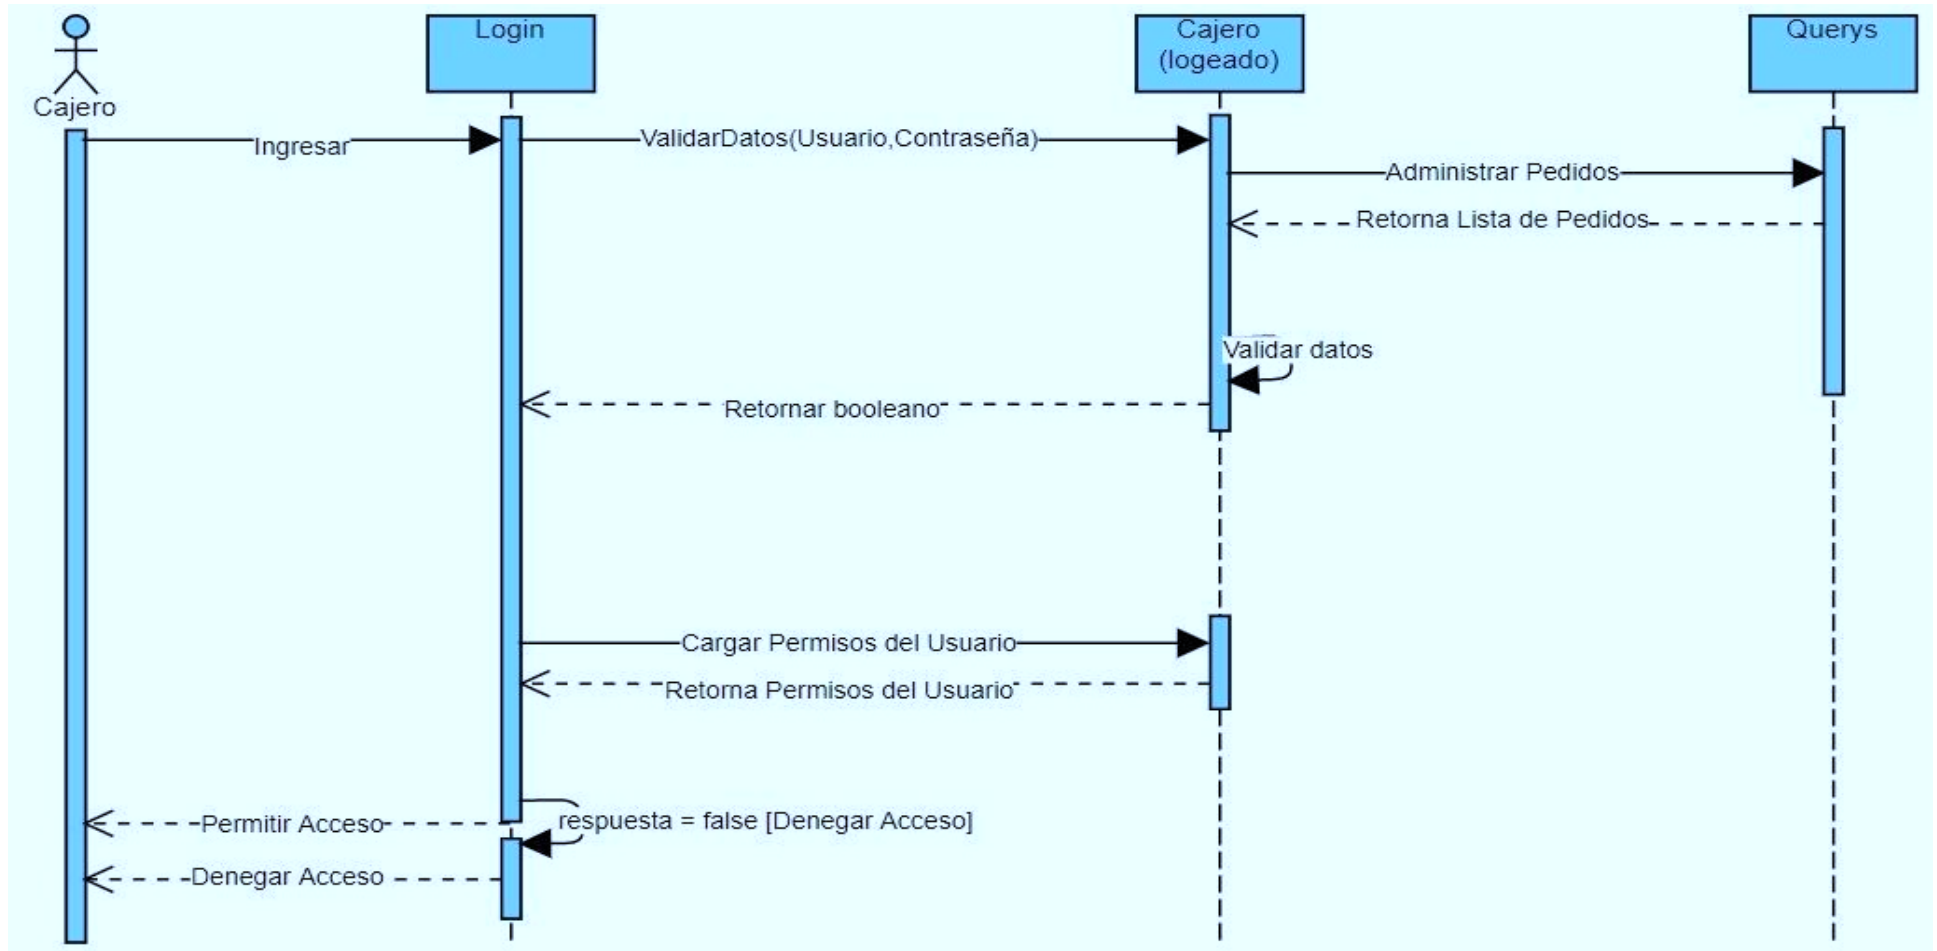 Login
Cajero
(logeado)
Querys
Cajero
Ingresar
ValidarDatos(Usuario,Contraseña)
Administrar Pedidos
Retorna Lista de Pedidos
Validar datos
Retornar booleano
Cargar Permisos del Usuario
Retorna Permisos del Usuario
Permitir Acceso
respuesta = false [Denegar Acceso]
Denegar Acceso